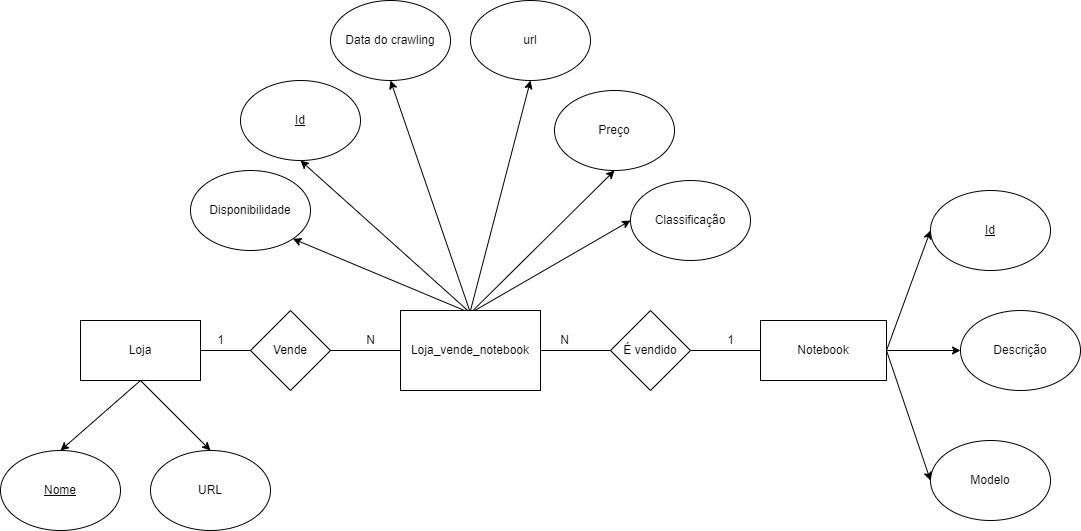 Data do crawling
url
Id
Preço
Disponibilidade
Classificação
Id
Loja
1
Vende
N
Loja_vende_notebook
N
É vendido
1
Notebook
Descrição
Nome
URL
Modelo